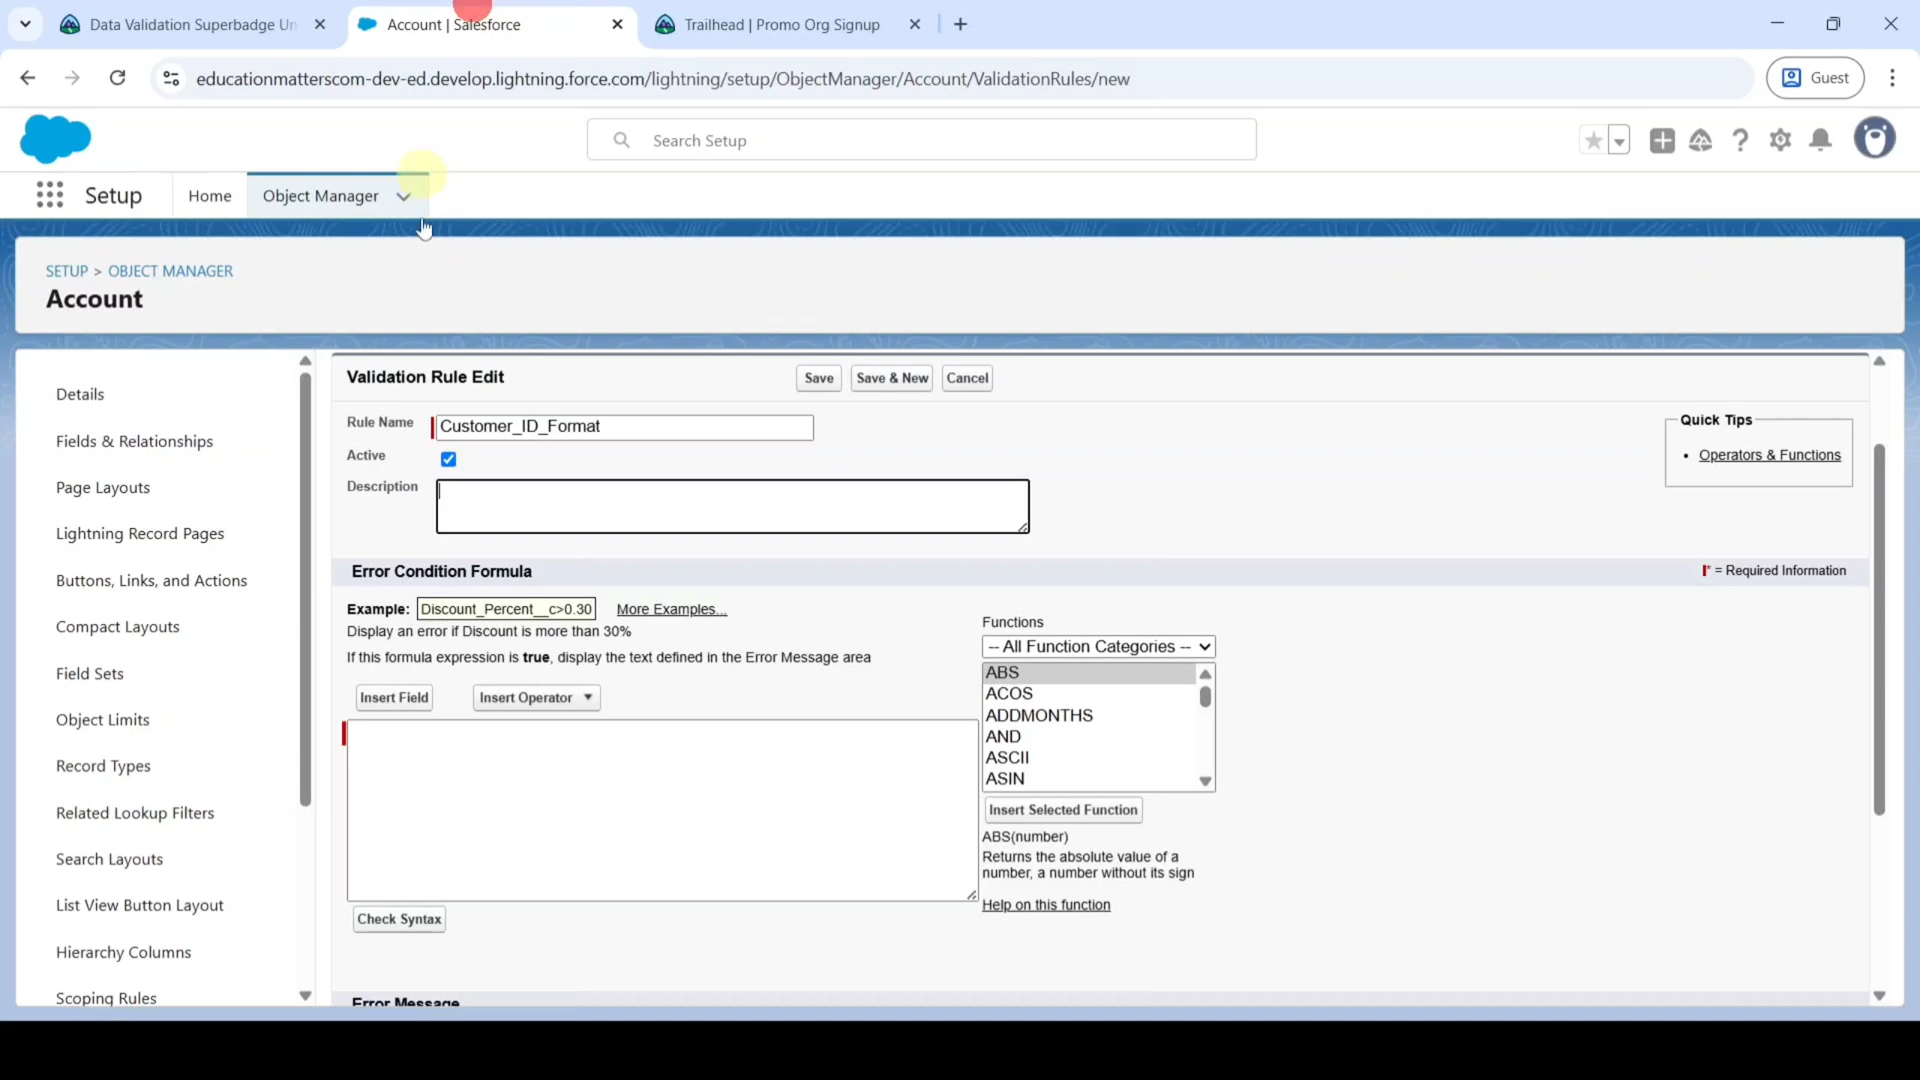 Data Validation Superbadge Un
Account | Salesforce
Trailhead | Promo Org Signup
educationmatterscom-dev-ed.develop.lightning.force.com/lightning/setup/ObjectManager/Account/ValidationRules/new
Guest
Search Setup
Setup
Home
Object Manager
SETUP > OBJECT MANAGER
Account
Details
Fields & Relationships
Page Layouts
Lightning Record Pages
Buttons, Links, and Actions
Compact Layouts
Field Sets
Object Limits
Record Types
Related Lookup Filters
Search Layouts
List View Button Layout
Hierarchy Columns
Scoping Rules
Validation Rule Edit
Save
Save & New
Cancel
Rule Name
Customer_ID_Format
Active
Description
Quick Tips
• Operators & Functions
Error Condition Formula
= Required Information
Example: Discount_Percent__c>0.30 More Examples...
Display an error if Discount is more than 30%
If this formula expression is true, display the text defined in the Error Message area
Insert Field
Insert Operator
Functions
-- All Function Categories --
ABS
ACOS
ADDMONTHS
AND
ASCII
ASIN
Insert Selected Function
ABS(number)
Returns the absolute value of a
number, a number without its sign
Help on this function
Check Syntax
Error Message